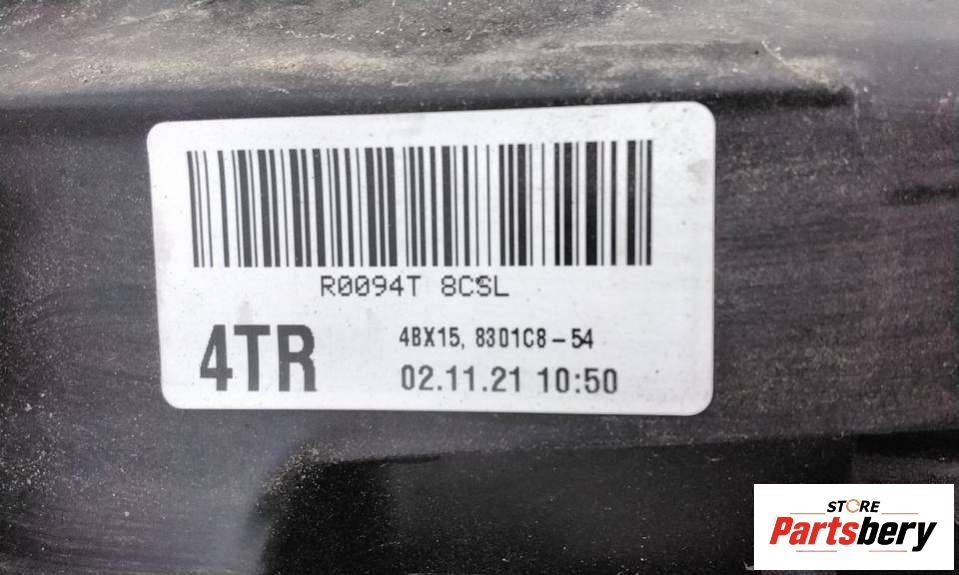 R0094T 8CSL
4TR
4BX15, 8301C8-54
02.11.21 10:50
STORE
Partsbery